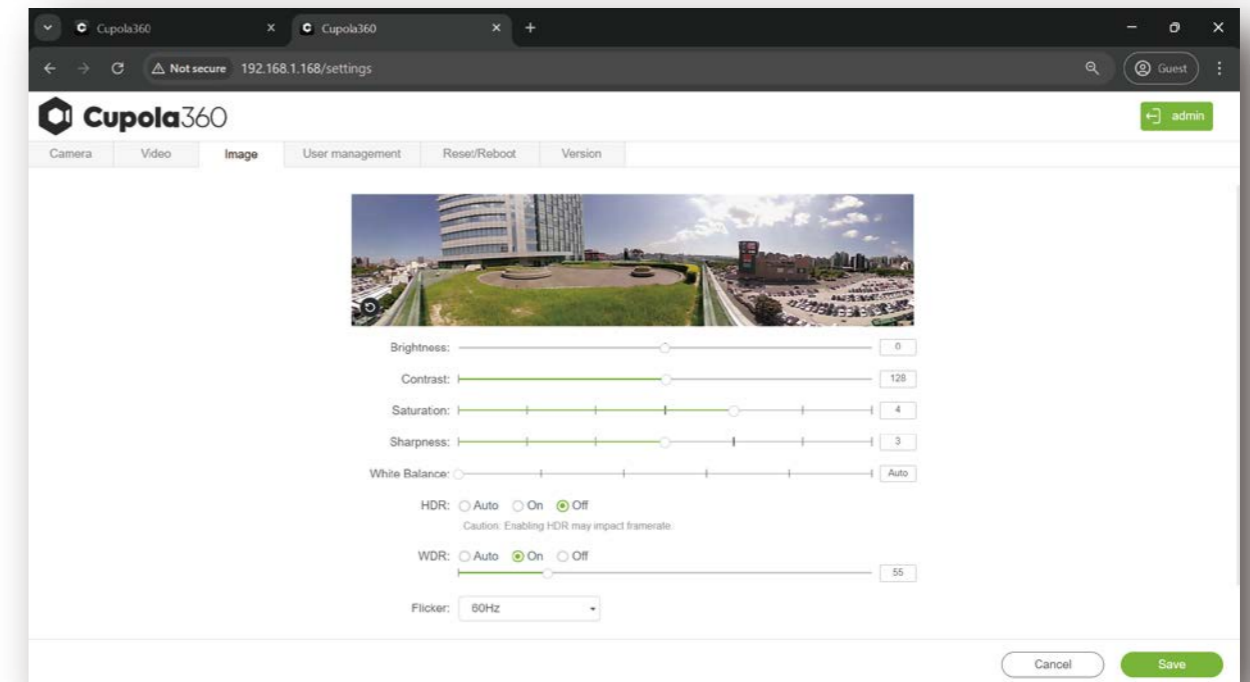 Cupola360 x Cupola360 x +
Not secure 192.168.1.168/settings Guest
Cupola360 admin
Camera Video Image User management Reset/Reboot Version
Brightness: 0
Contrast: 128
Saturation: 4
Sharpness: 3
White Balance: Auto
HDR: Auto On Off
Caution: Enabling HDR may impact framerate.
WDR: Auto On Off
55
Flicker: 60Hz
Cancel Save